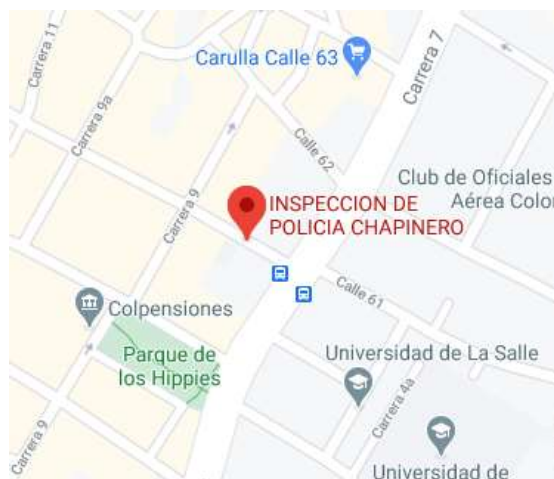 Carrera 11
Carrera 9a
Carulla Calle 63
Carrera 7
Calle 62
Carrera 9
Club de Oficiales
Aérea Color
INSPECCION DE
POLICIA CHAPINERO
Calle 61
Colpensiones
Parque de
los Hippies
Universidad de La Salle
Carrera 4a
Carrera 9
Universidad de